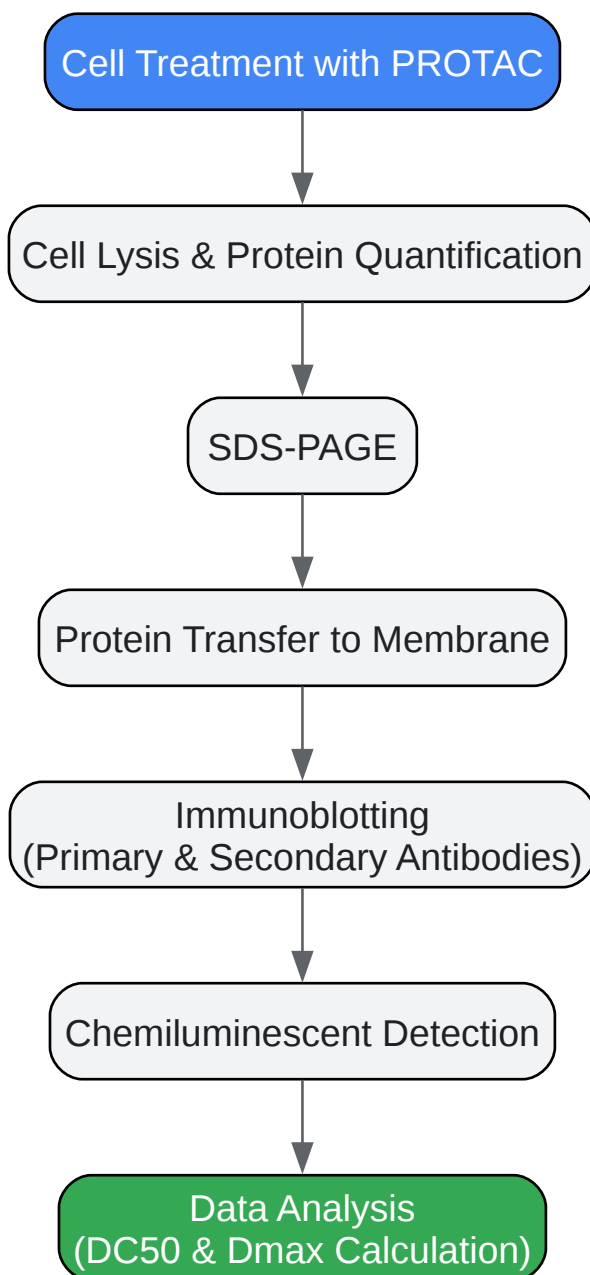 Cell Treatment with PROTAC
Cell Lysis & Protein Quantification
SDS-PAGE
Protein Transfer to Membrane
Immunoblotting
(Primary & Secondary Antibodies)
Chemiluminescent Detection
Data Analysis
(DC50 & Dmax Calculation)